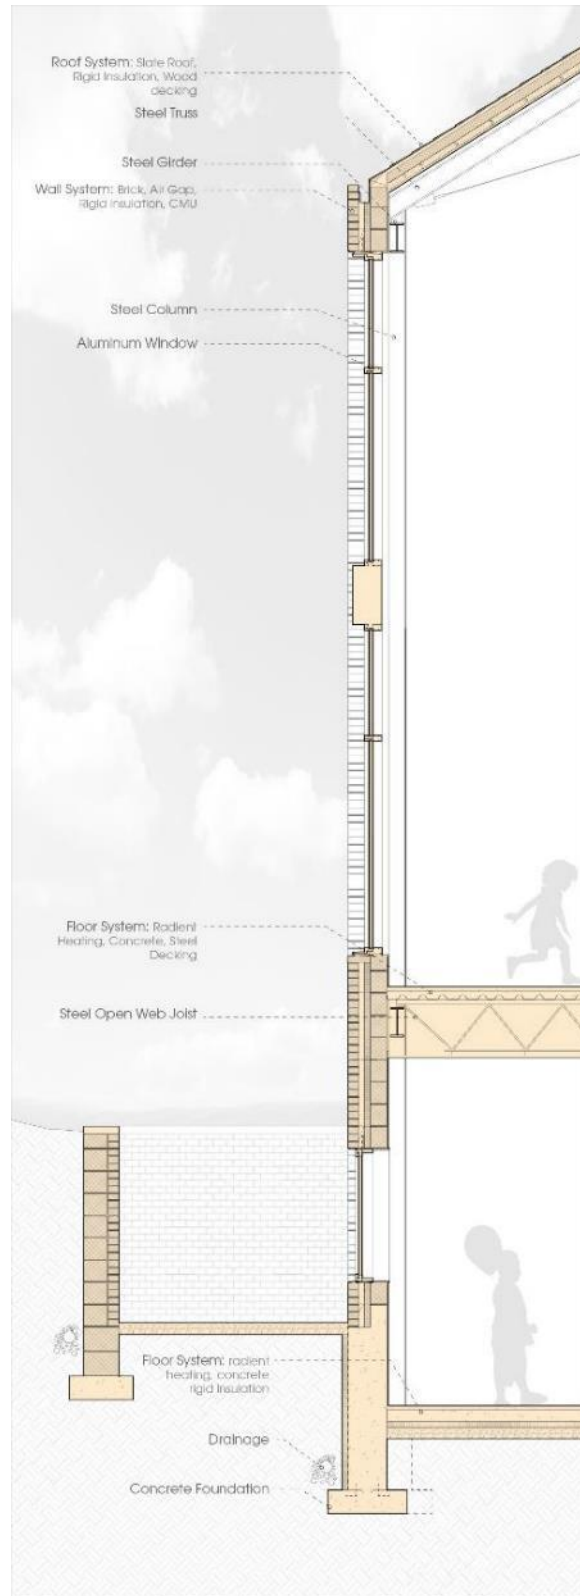 Roof System: Slate Roof,
Rigid Insulation, Wood
decking
Steel Truss
Steel Girder
Wall System: Brick, Air Gap,
Rigid Insulation, CMU
Steel Column
Aluminum Window
Floor System: Radient
Heating, Concrete, Steel
Decking
Steel Open Web Joist
Floor System: radient
heating, concrete
rigid insulation
Drainage
Concrete Foundation